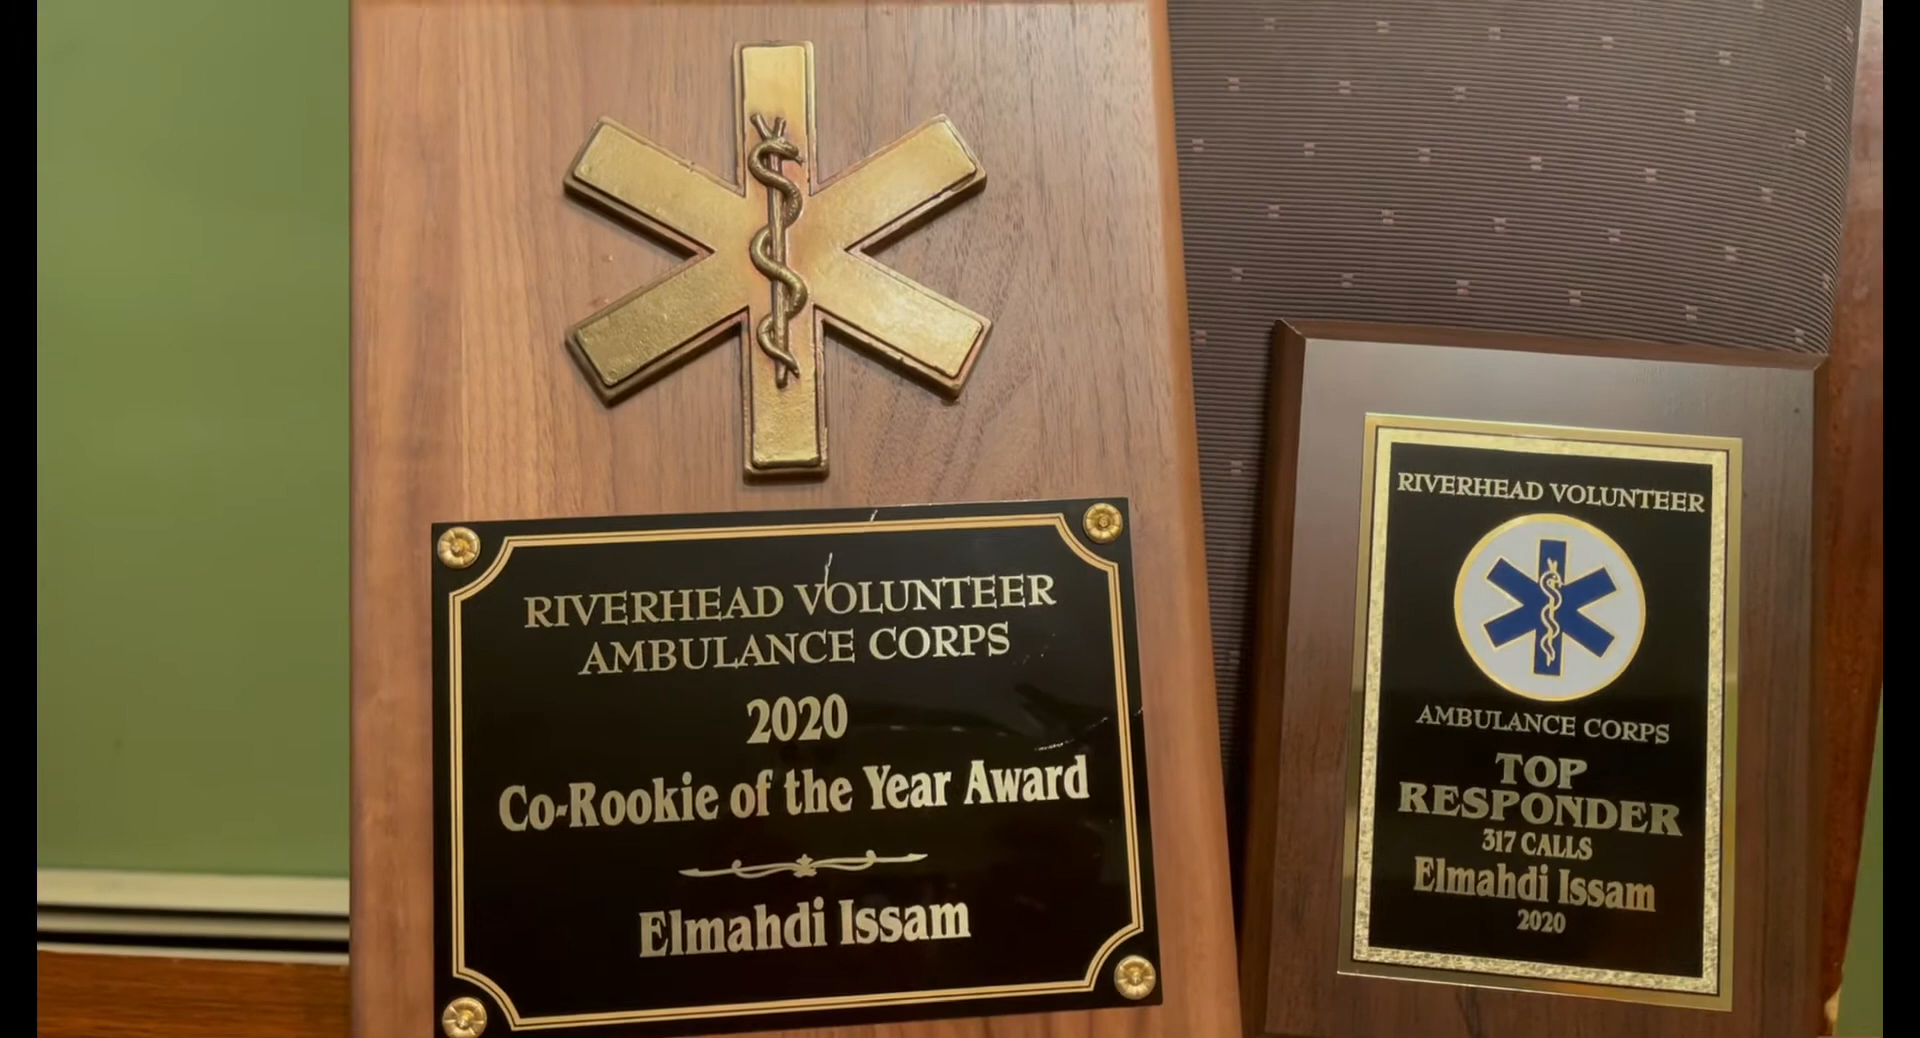 RIVERHEAD VOLUNTEER
AMBULANCE CORPS
2020
Co-Rookie of the Year Award
Elmahdi Issam
RIVERHEAD VOLUNTEER
AMBULANCE CORPS
TOP
RESPONDER
317 CALLS
Elmahdi Issam
2020